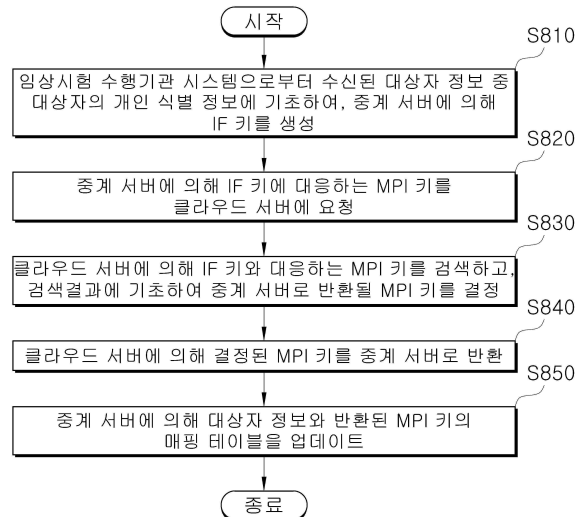 시작
S810
임상시험 수행기관 시스템으로부터 수신된 대상자 정보 중
대상자의 개인 식별 정보에 기초하여, 중계 서버에 의해
IF 키를 생성
S820
중계 서버에 의해 IF 키에 대응하는 MPI 키를
클라우드 서버에 요청
S830
클라우드 서버에 의해 IF 키와 대응하는 MPI 키를 검색하고,
검색결과에 기초하여 중계 서버로 반환될 MPI 키를 결정
S840
클라우드 서버에 의해 결정된 MPI 키를 중계 서버로 반환
S850
중계 서버에 의해 대상자 정보와 반환된 MPI 키의
매핑 테이블을 업데이트
종료